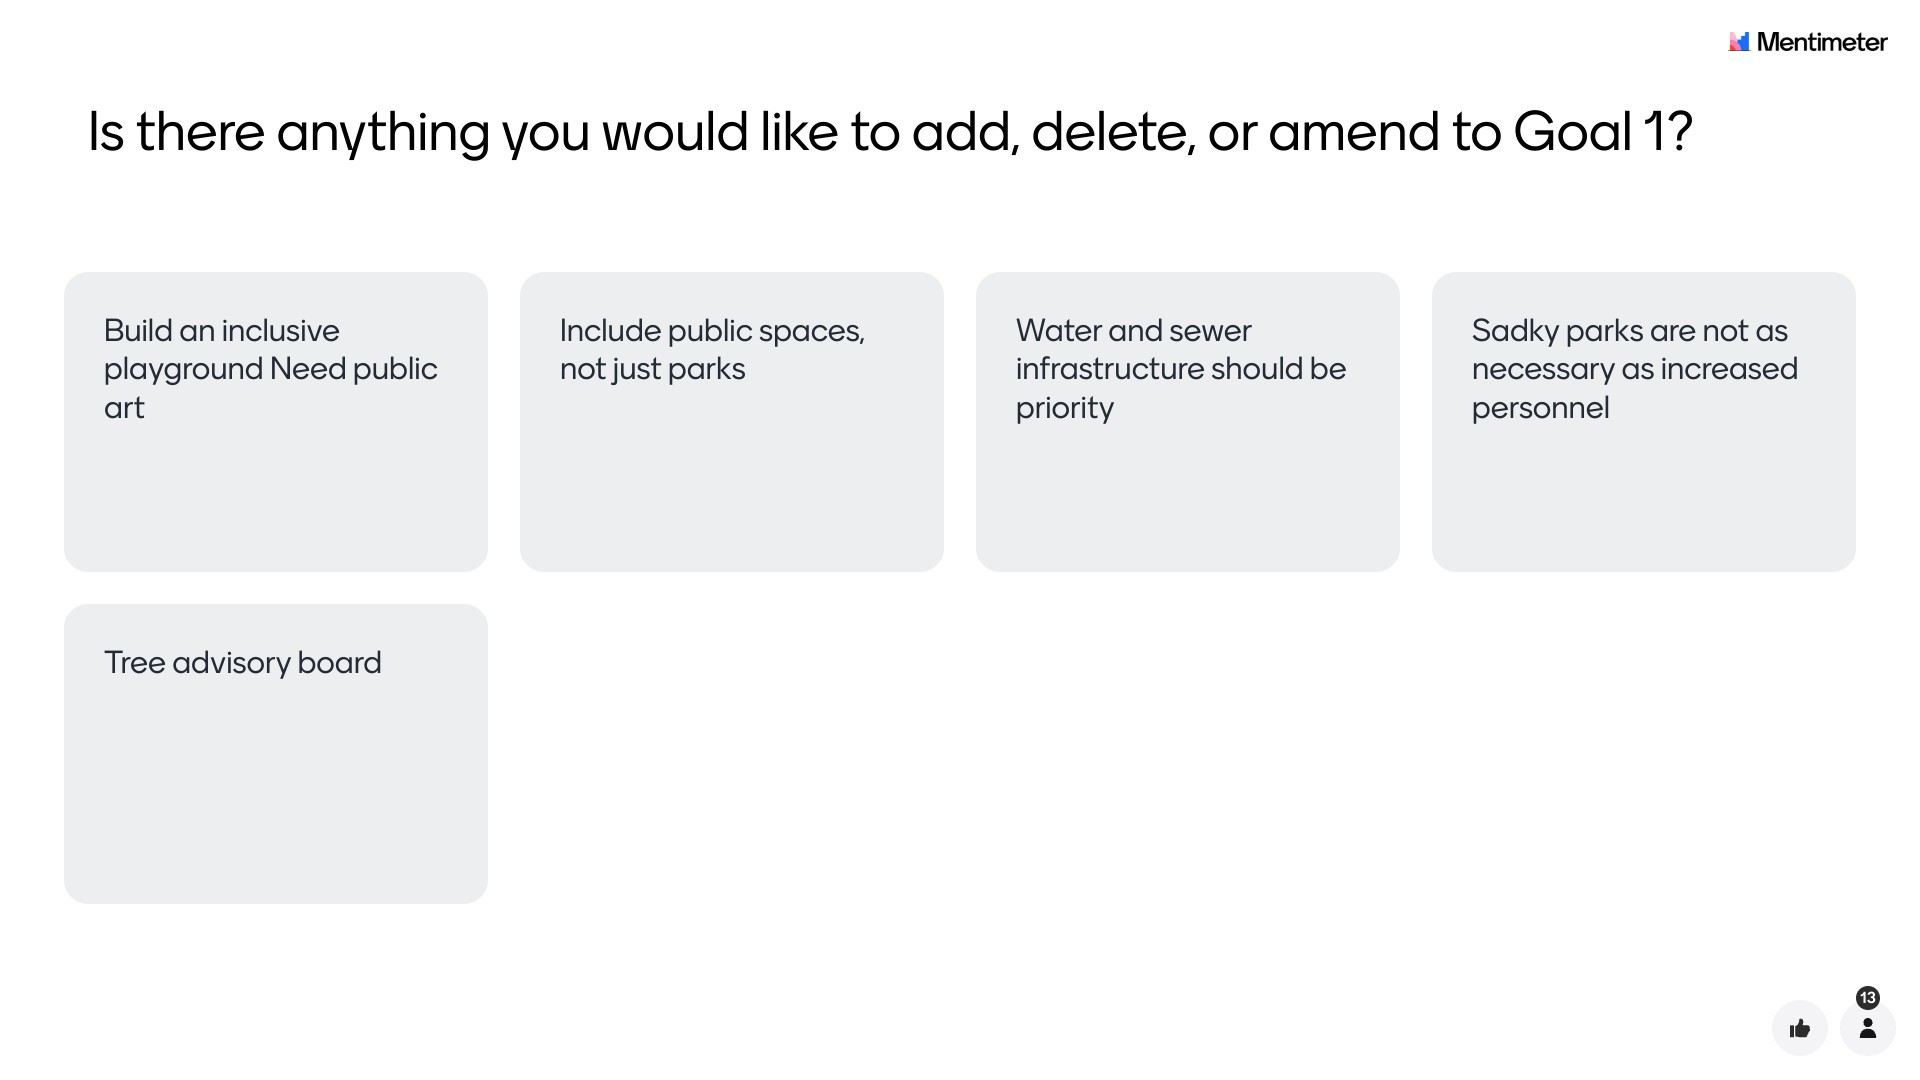 Mentimeter
Is there anything you would like to add, delete, or amend to Goal 1?
Build an inclusive
playground Need public
art
Include public spaces,
not just parks
Water and sewer
infrastructure should be
priority
Sadky parks are not as
necessary as increased
personnel
Tree advisory board
13